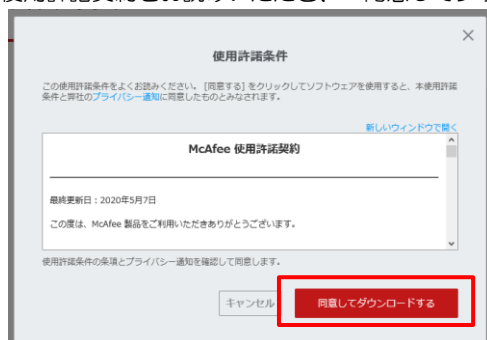 使用許諾条件
この使用許諾条件をよくお読みください。[同意する] をクリックしてソフトウェアを使用すると、本使用許諾
条件と弊社のプライバシー通知に同意したものとみなされます。
新しいウィンドウで開く
McAfee 使用許諾契約
最終更新日：2020年5月7日
この度は、McAfee 製品をご利用いただきありがとうございます。
使用許諾条件の条項とプライバシー通知を確認して同意します。
キャンセル
同意してダウンロードする